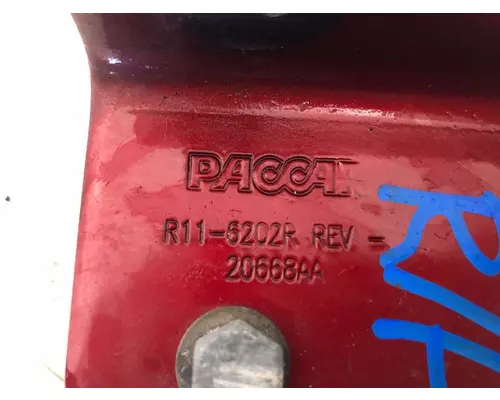 PACCAR
R11-6202R REV -
20668AA
R/F